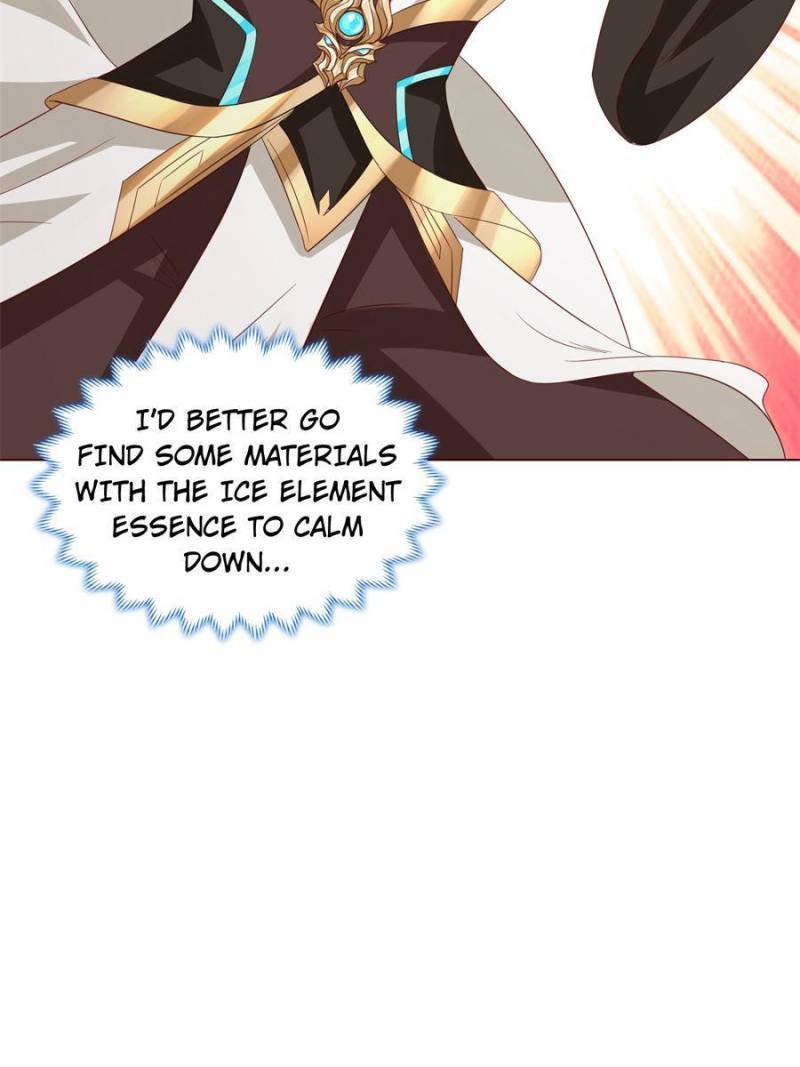 I'D BETTER GO
FIND SOME MATERIALS
WITH THE ICE ELEMENT
ESSENCE TO CALM
DOWN...